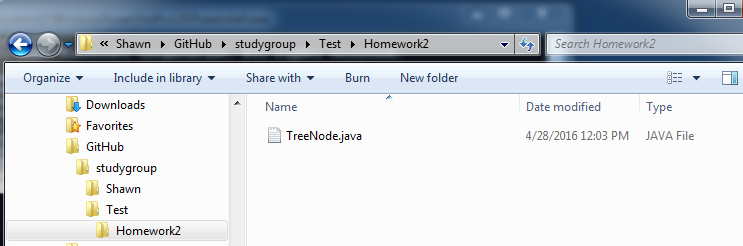 « Shawn ▸ GitHub ▸ studygroup ▸ Test ▸ Homework2
Search Homework2
Organize Include in library Share with Burn New folder
Downloads
Favorites
GitHub
studygroup
Shawn
Test
Homework2
Name Date modified Type
TreeNode.java 4/28/2016 12:03 PM JAVA File